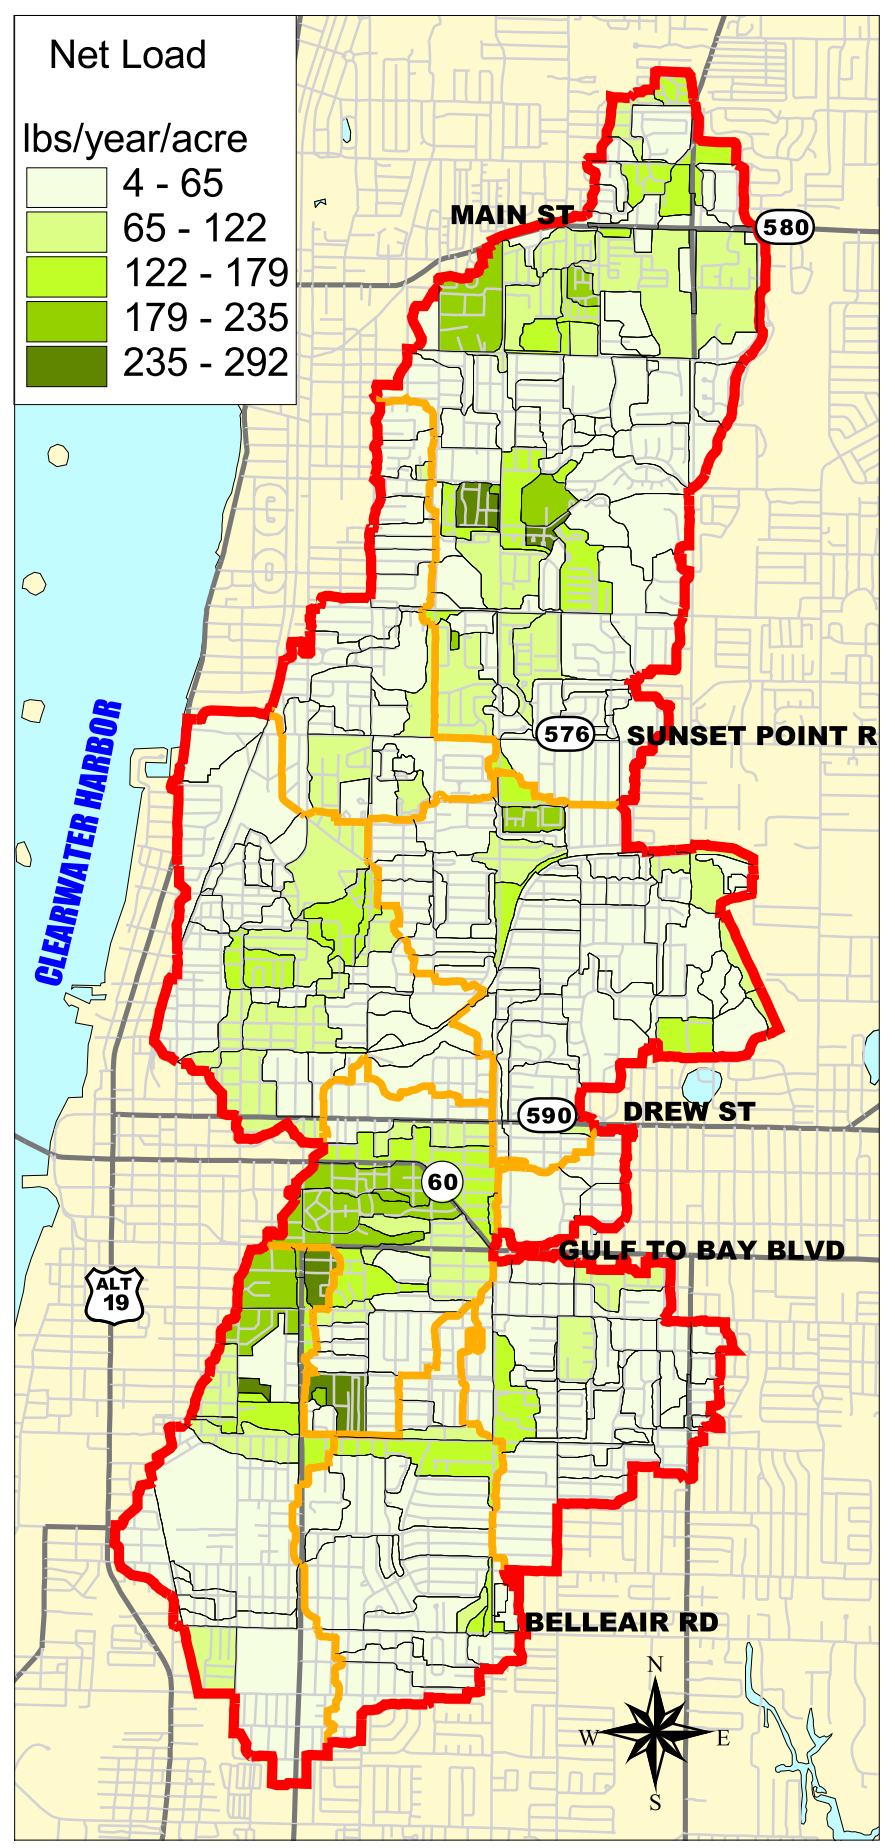 Net Load
lbs/year/acre
4 - 65
65 - 122
122 - 179
179 - 235
235 - 292
MAIN ST
580
576
SUNSET POINT R
CLEARWATER HARBOR
590
DREW ST
60
GULF TO BAY BLVD
ALT
19
BELLEAIR RD
N
W
E
S